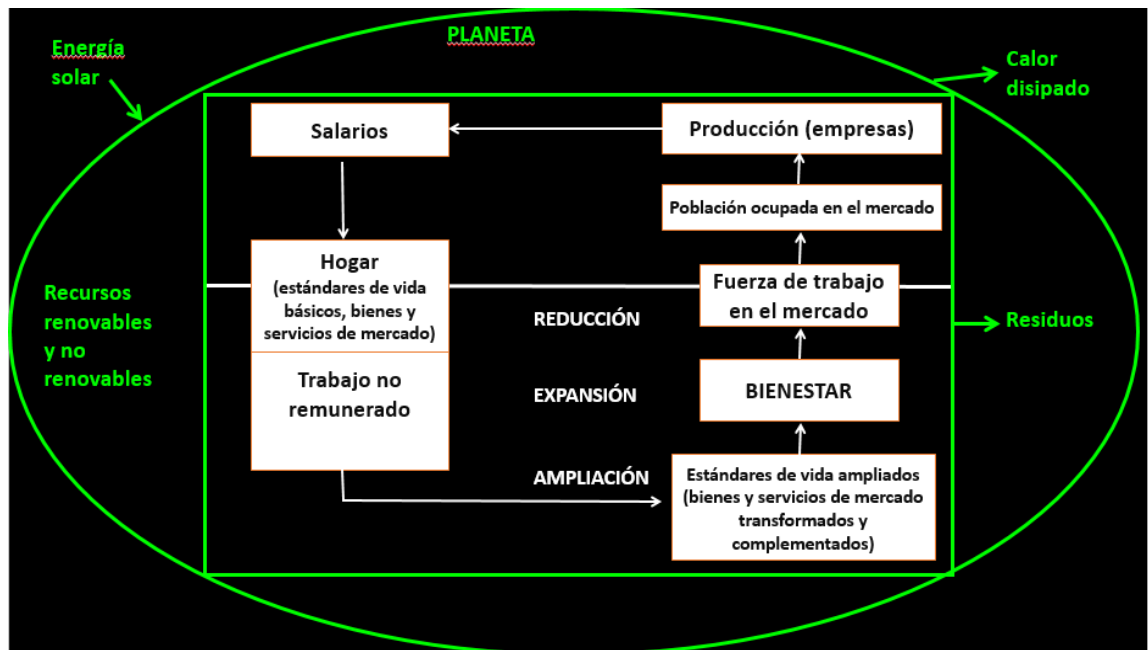 PLANETA
Energía
solar
Calor
disipado
Salarios
Producción (empresas)
Población ocupada en el mercado
Hogar
(estándares de vida
básicos, bienes y
servicios de mercado)
Fuerza de trabajo
en el mercado
Recursos
renovables
y no
renovables
REDUCCIÓN
Residuos
Trabajo no
remunerado
EXPANSIÓN
BIENESTAR
AMPLIACIÓN
Estándares de vida ampliados
(bienes y servicios de mercado
transformados y
complementados)